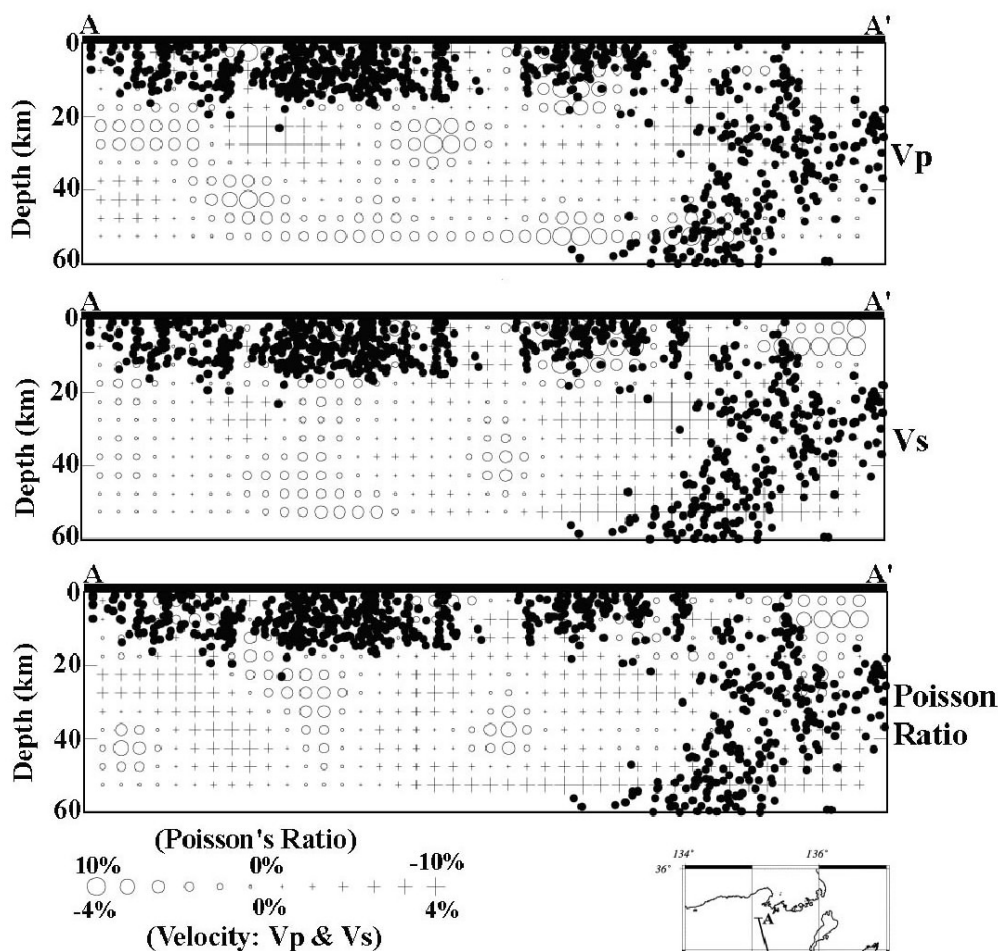 A A'
0
20
40
60
Depth (km)
Vp
A A'
0
20
40
60
Depth (km)
Vs
A A'
0
20
40
60
Depth (km)
Poisson
Ratio
(Poisson's Ratio)
10% 0% -10%
-4% 0% 4%
(Velocity: Vp & Vs)
134° 136°
36°
A